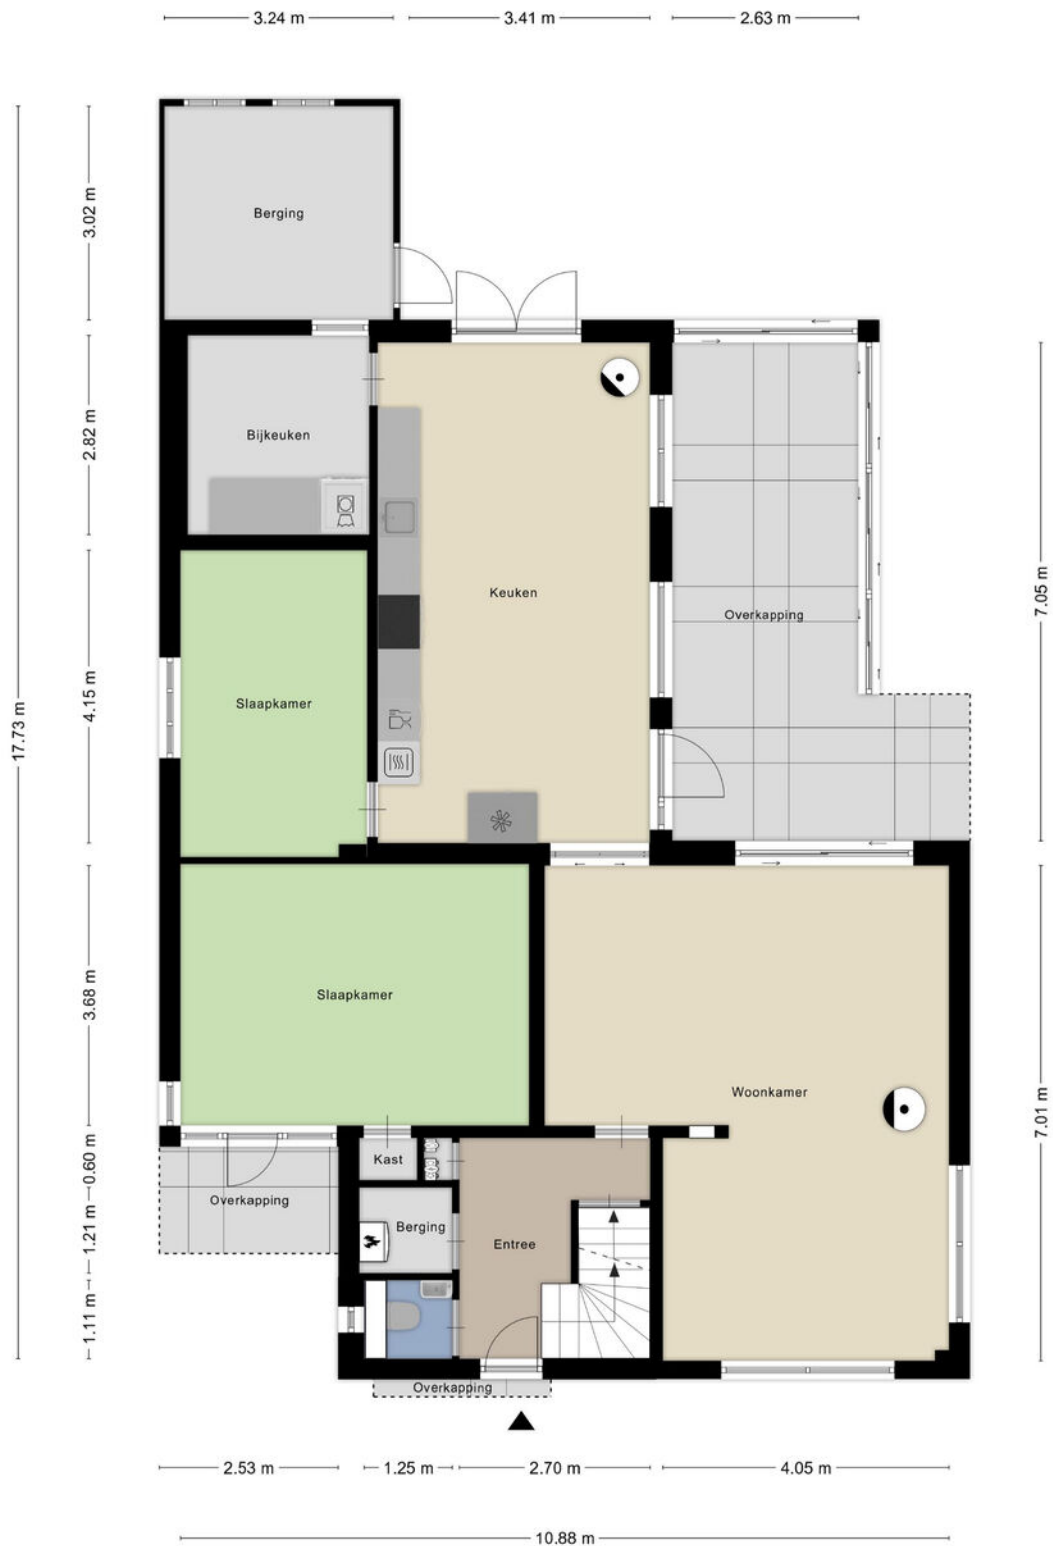 3.24 m
3.41 m
2.63 m
3.02 m
Berging
2.82 m
Bijkeuken
Keuken
7.05 m
Overkapping
4.15 m
Slaapkamer
17.73 m
3.68 m
Slaapkamer
Woonkamer
7.01 m
0.60 m
Kast
Overkapping
1.21 m
Berging
Entree
1.11 m
Overkapping
2.53 m
1.25 m
2.70 m
4.05 m
10.88 m